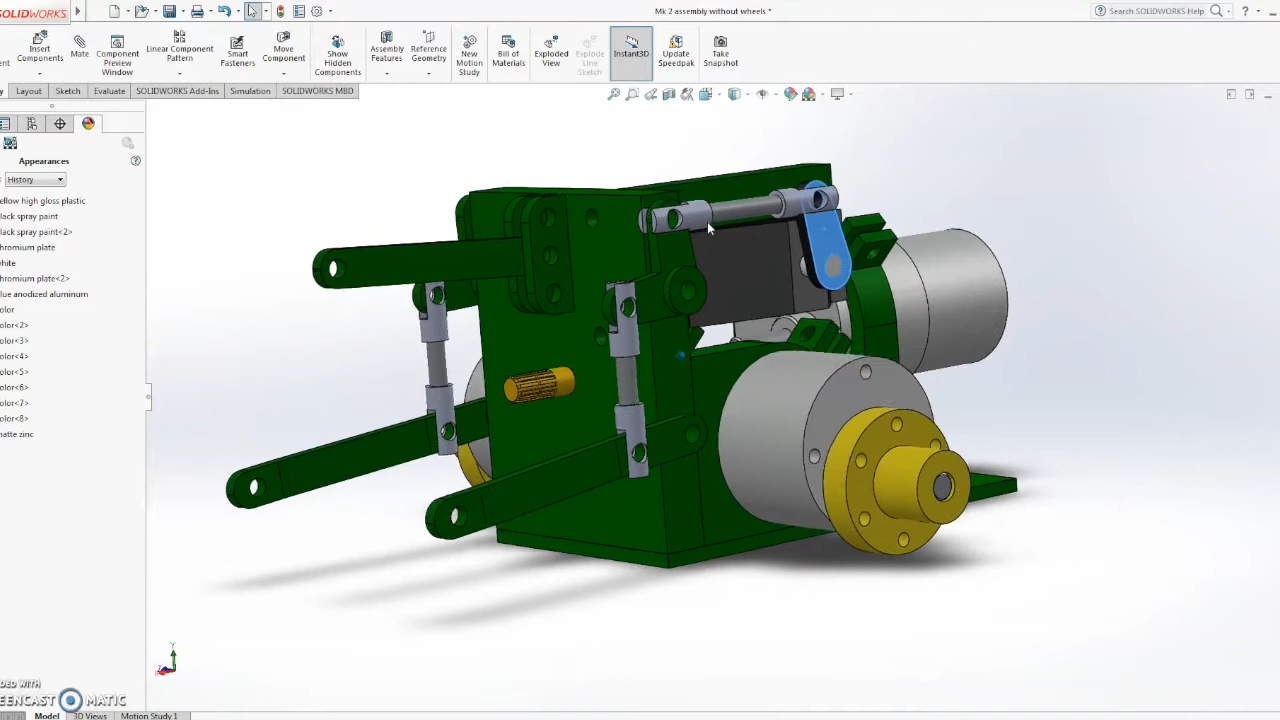 SOLIDWORKS
Mk 2 assembly without wheels *
Search SOLIDWORKS Help
Insert Components
Mate
Component Preview Window
Linear Component Pattern
Smart Fasteners
Move Component
Show Hidden Components
Assembly Features
Reference Geometry
New Motion Study
Bill of Materials
Exploded View
Explode Line Sketch
Instant3D
Update Speedpak
Take Snapshot
y
Layout
Sketch
Evaluate
SOLIDWORKS Add-Ins
Simulation
SOLIDWORKS MBD
Appearances
History
ellow high gloss plastic
lack spray paint
lack spray paint<2>
hromium plate
white
hromium plate<2>
lue anodized aluminum
olor
olor<2>
olor<3>
olor<4>
olor<5>
olor<6>
olor<7>
olor<8>
matte zinc
Y
Z
DED WITH
EENCAST MATIC
Model
3D Views
Motion Study 1